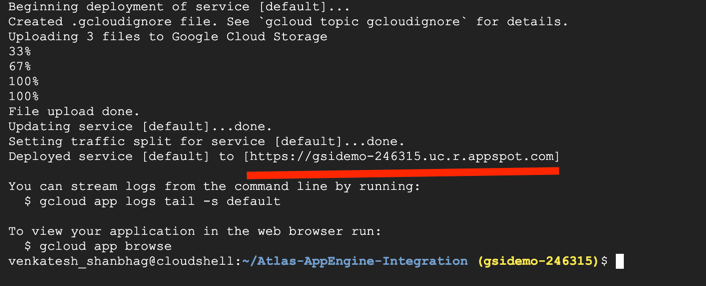 Beginning deployment of service [default]...
Created .gcloudignore file. See `gcloud topic gcloudignore` for details.
Uploading 3 files to Google Cloud Storage
33%
67%
100%
100%
File upload done.
Updating service [default]...done.
Setting traffic split for service [default]...done.
Deployed service [default] to [https://gsidemo-246315.uc.r.appspot.com]
You can stream logs from the command line by running:
$ gcloud app logs tail -s default
To view your application in the web browser run:
$ gcloud app browse
venkatesh_shanbhag@cloudshell:~/Atlas-AppEngine-Integration (gsidemo-246315)$